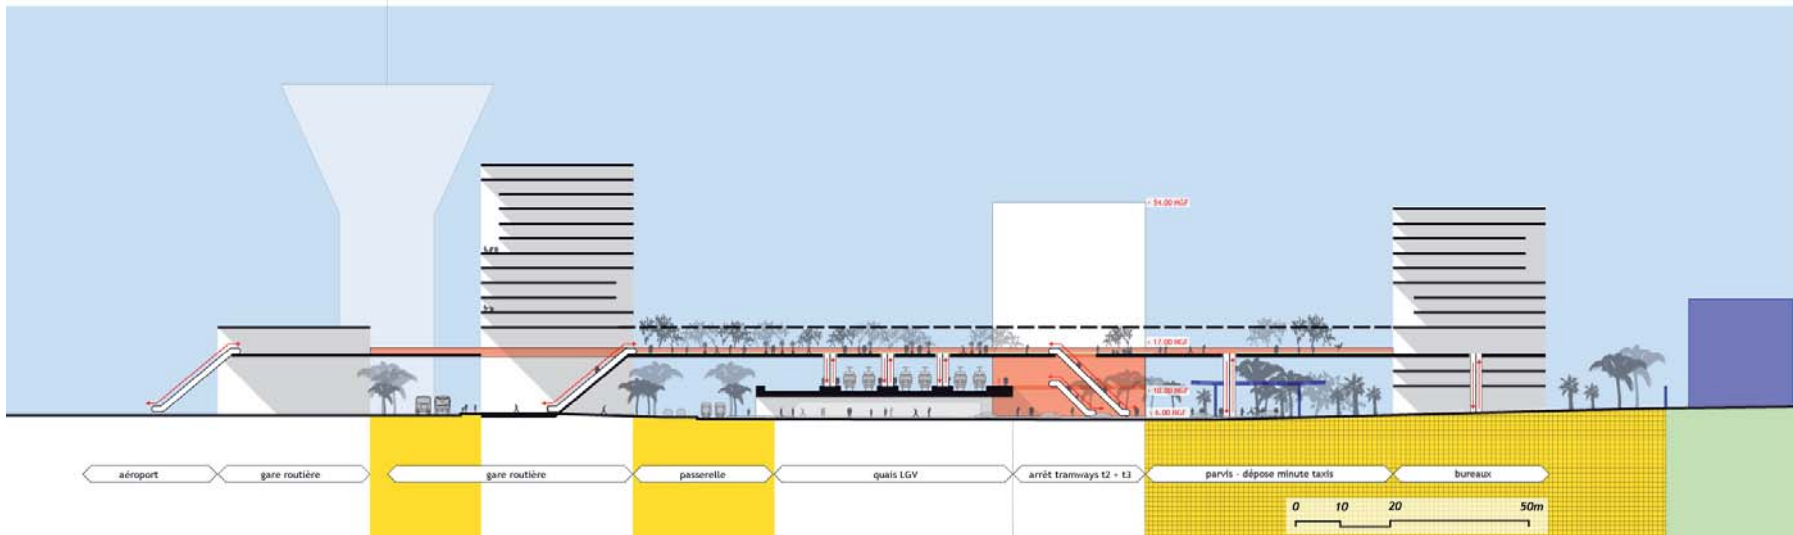 - 54.00 NGF
- 17.00 NGF
- 10.00 NGF
- 6.00 NGF
aéroport
gare routière
gare routière
passerelle
quais LGV
arrêt tramways t2 + t3
parvis - dépose minute taxis
bureaux
0 10 20 50m